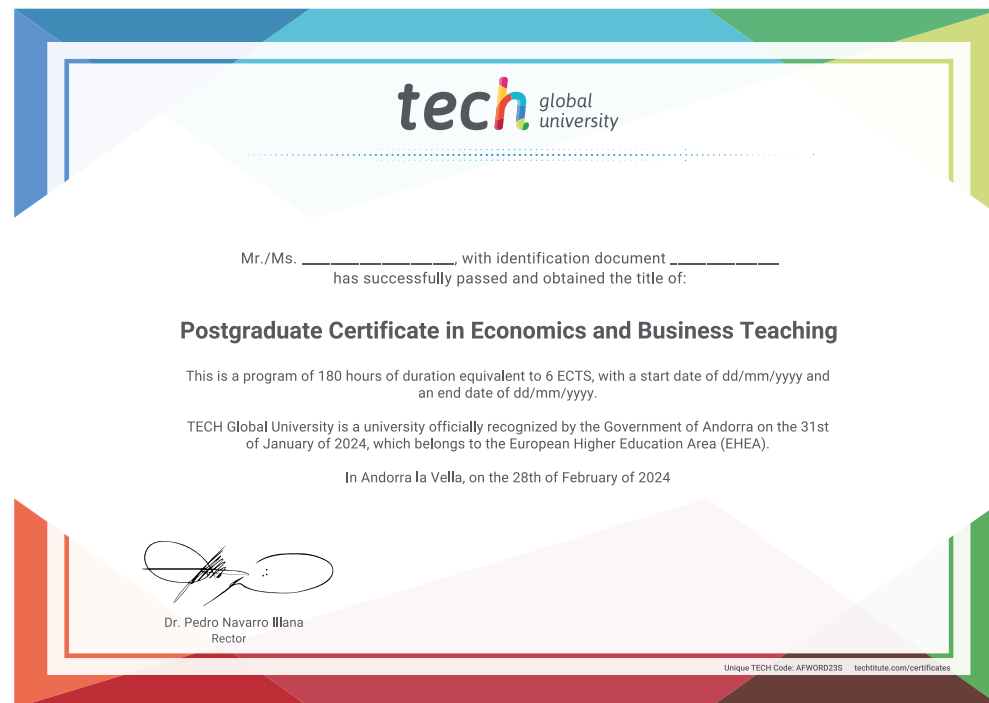 tech global university
Mr./Ms. ____________________, with identification document ______________
has successfully passed and obtained the title of:
Postgraduate Certificate in Economics and Business Teaching
This is a program of 180 hours of duration equivalent to 6 ECTS, with a start date of dd/mm/yyyy and
an end date of dd/mm/yyyy.
TECH Global University is a university officially recognized by the Government of Andorra on the 31st
of January of 2024, which belongs to the European Higher Education Area (EHEA).
In Andorra la Vella, on the 28th of February of 2024
Dr. Pedro Navarro Illana
Rector
Unique TECH Code: AFWORD23S techtitute.com/certificates